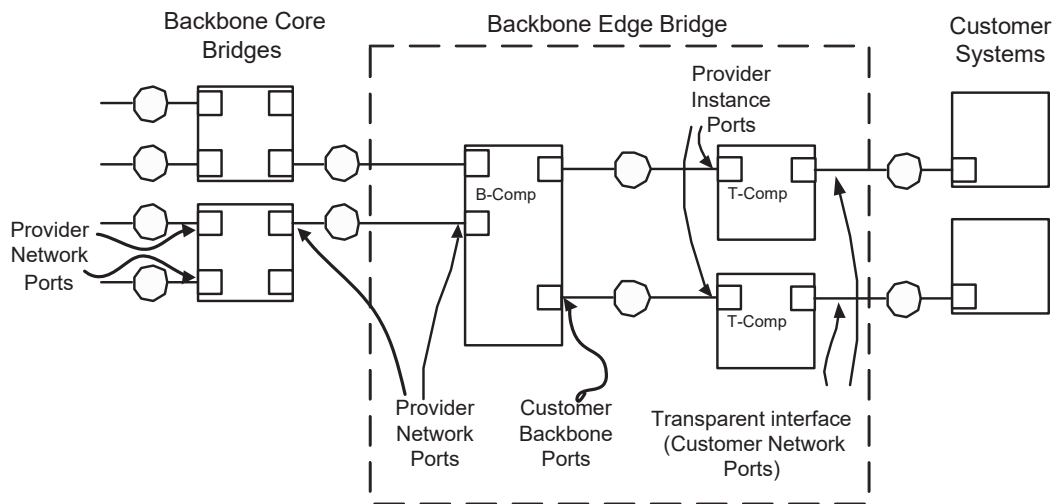 Backbone Core
Bridges
Backbone Edge Bridge
Customer
Systems
Provider
Instance
Ports
B-Comp
T-Comp
Provider
Network
Ports
T-Comp
Provider
Network
Ports
Customer
Backbone
Ports
Transparent interface
(Customer Network
Ports)